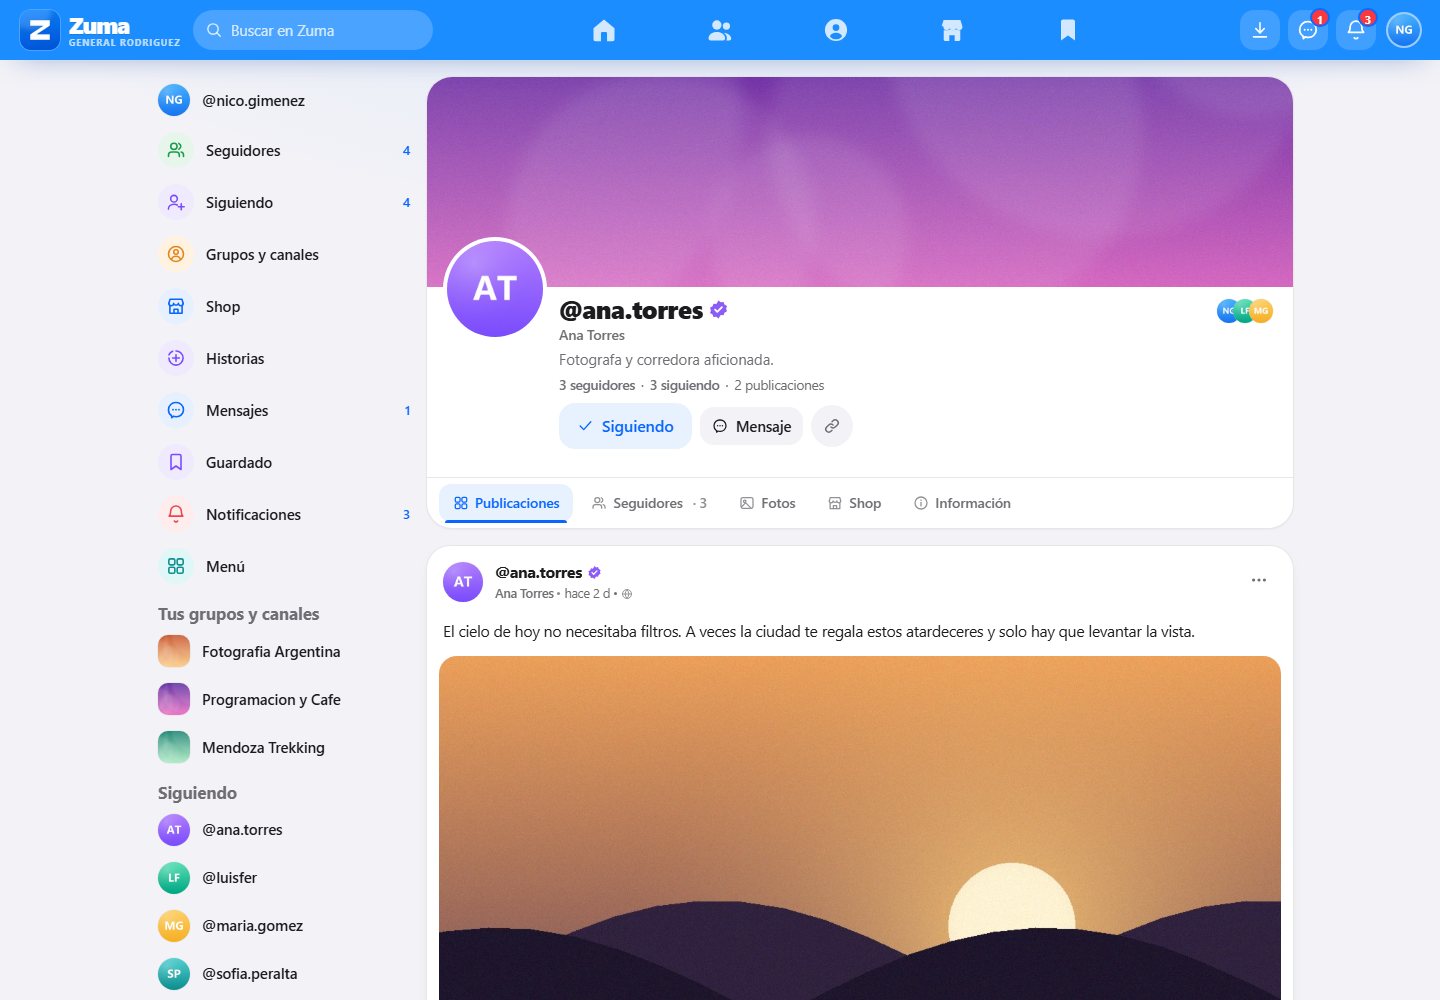 Zuma
GENERAL RODRIGUEZ
Buscar en Zuma
1
3
NG
NG @nico.gimenez
Seguidores 4
Siguiendo 4
Grupos y canales
Shop
Historias
Mensajes 1
Guardado
Notificaciones 3
Menú
Tus grupos y canales
Fotografia Argentina
Programacion y Cafe
Mendoza Trekking
Siguiendo
AT @ana.torres
LF @luisfer
MG @maria.gomez
SP @sofia.peralta
AT
@ana.torres
NG LF MG
Ana Torres
Fotografa y corredora aficionada.
3 seguidores · 3 siguiendo · 2 publicaciones
Siguiendo Mensaje
Publicaciones Seguidores · 3 Fotos Shop Información
AT @ana.torres
Ana Torres • hace 2 d •
El cielo de hoy no necesitaba filtros. A veces la ciudad te regala estos atardeceres y solo hay que levantar la vista.